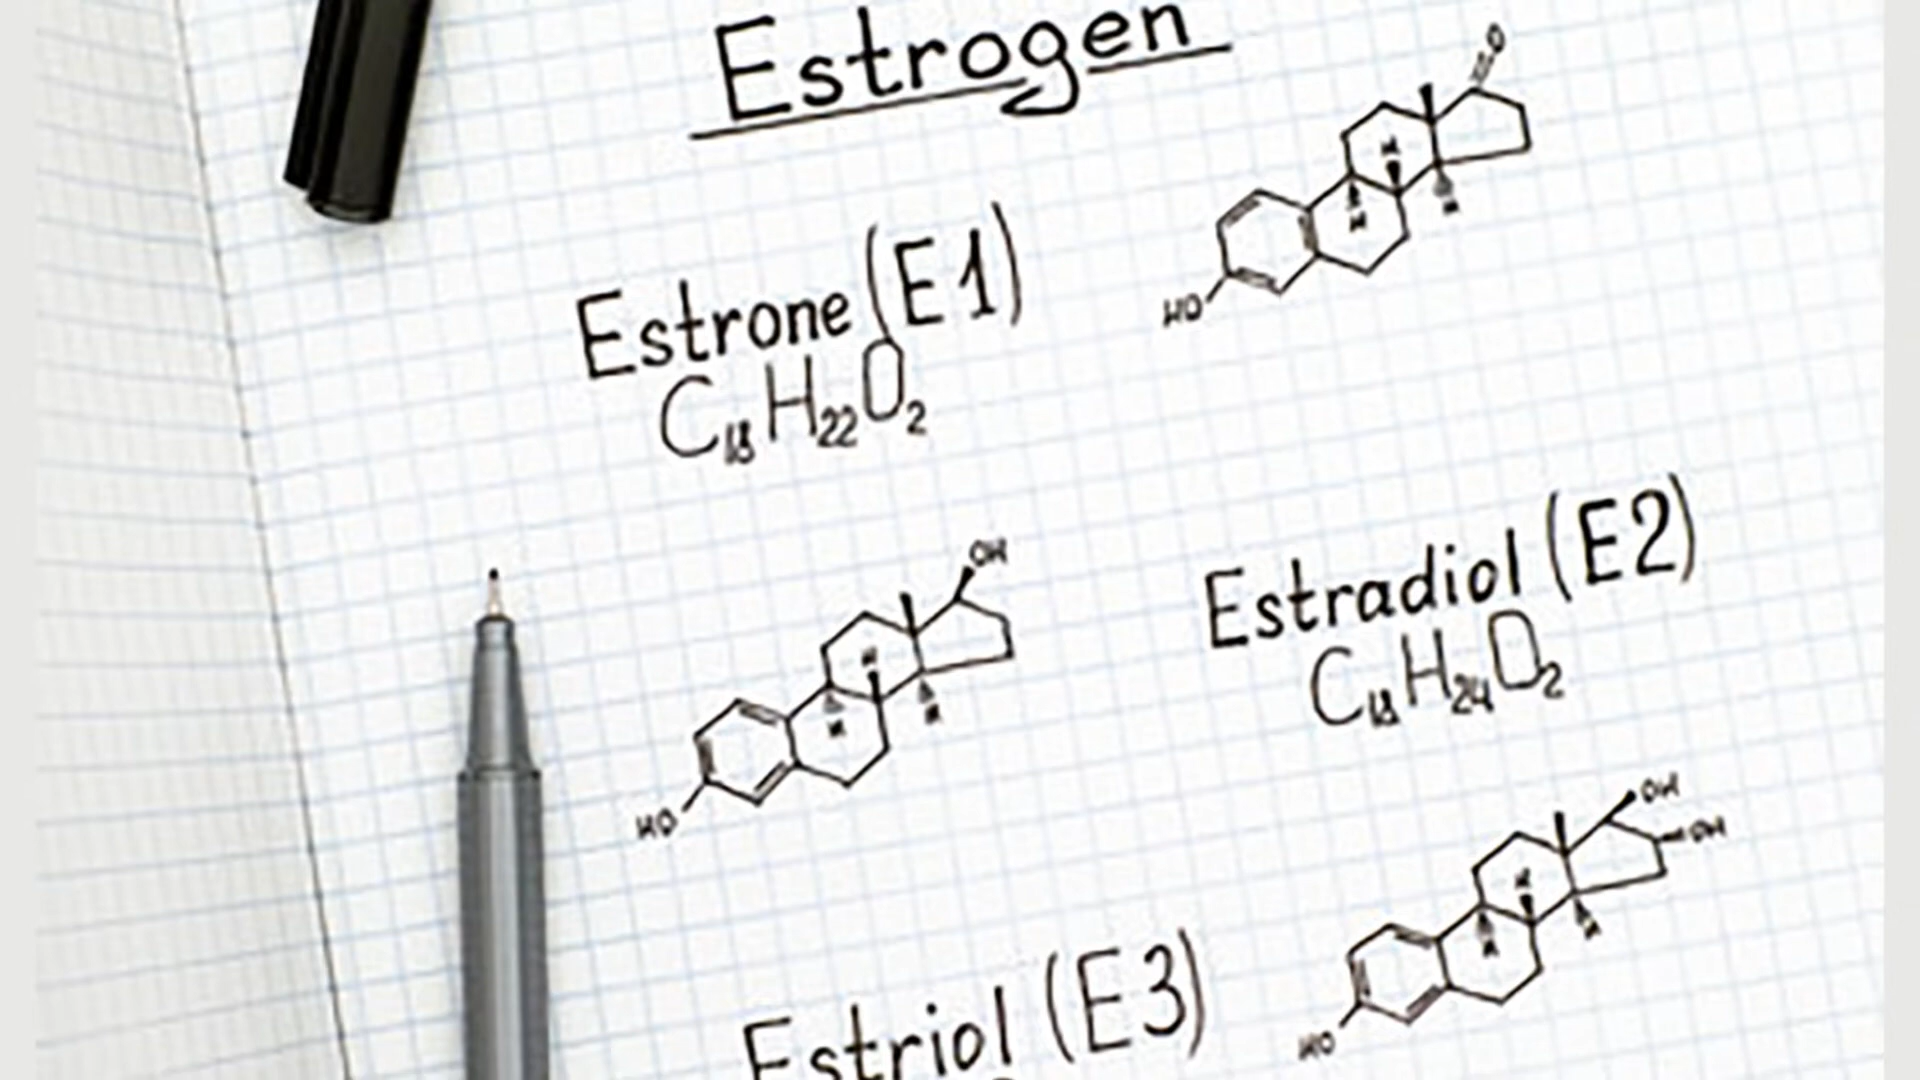 Estrogen
O
H
H
H
HO
Estrone (E1)
C₁₈H₂₂O₂
OH
H
H
H
HO
Estradiol (E2)
C₁₈H₂₄O₂
OH
OH
H
H
H
HO
Estriol (E3)